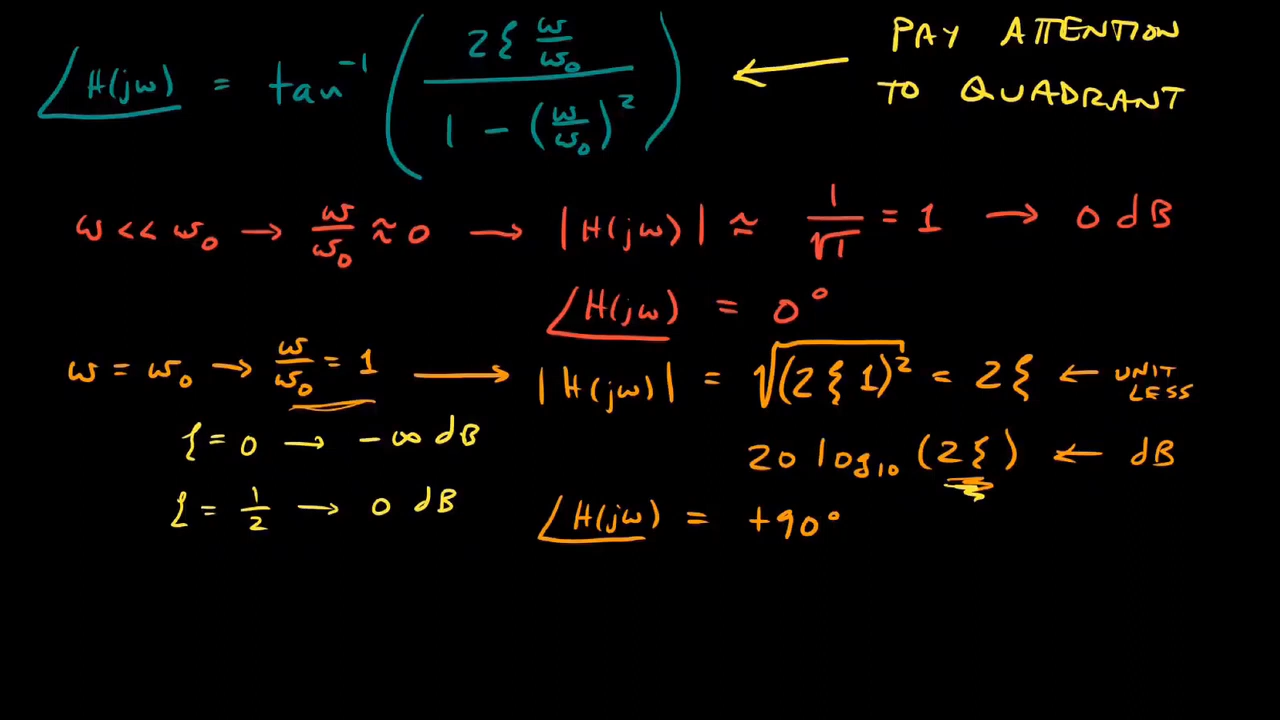 ∠H(jω) = tan⁻¹( 2ζ ω/ω₀ / 1 − (ω/ω₀)² ) ← PAY ATTENTION TO QUADRANT
ω << ω₀ → ω/ω₀ ≈ 0 → |H(jω)| ≈ 1/√1 = 1 → 0 dB
∠H(jω) = 0°
ω = ω₀ → ω/ω₀ = 1 → |H(jω)| = √(2ζ1)² = 2ζ ← UNIT LESS
ζ = 0 → −∞ dB
20 log₁₀ (2ζ) ← dB
ζ = 1/2 → 0 dB
∠H(jω) = +90°